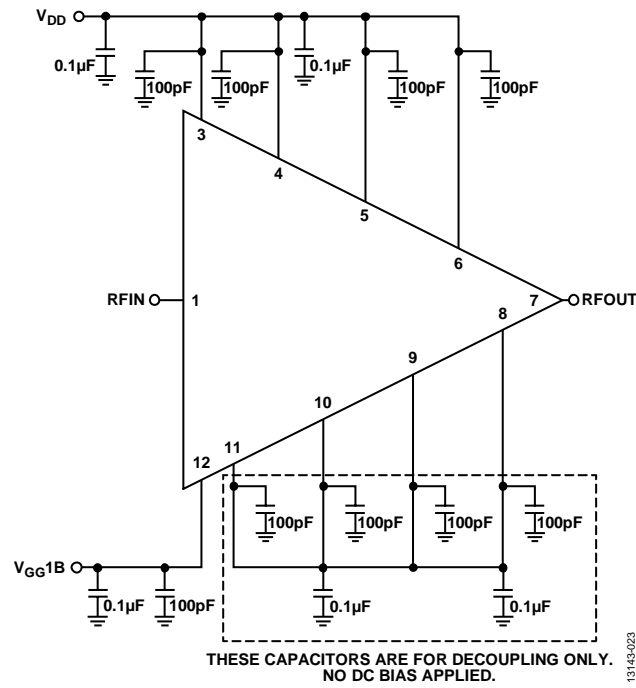 VDD
0.1µF
100pF
100pF
0.1µF
100pF
100pF
3
4
5
6
RFIN
1
7
RFOUT
8
9
10
11
12
100pF
100pF
100pF
100pF
VGG1B
0.1µF
100pF
0.1µF
0.1µF
THESE CAPACITORS ARE FOR DECOUPLING ONLY.
NO DC BIAS APPLIED.
13143-023